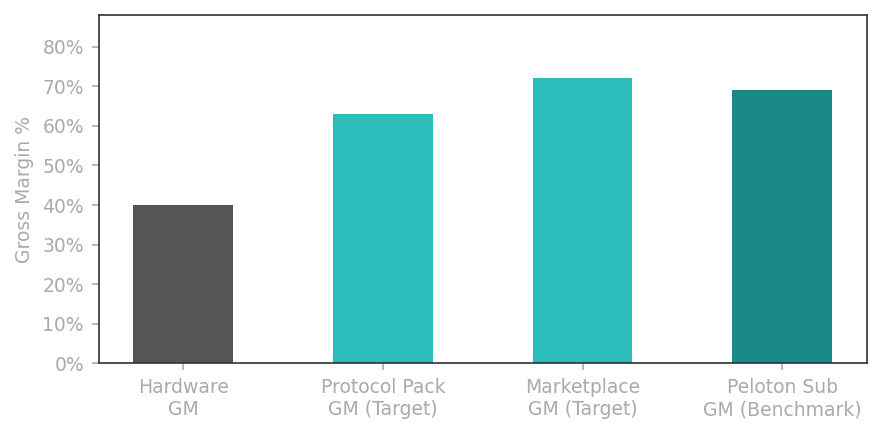 Gross Margin %
80%
70%
60%
50%
40%
30%
20%
10%
0%
Hardware
GM
Protocol Pack
GM (Target)
Marketplace
GM (Target)
Peloton Sub
GM (Benchmark)